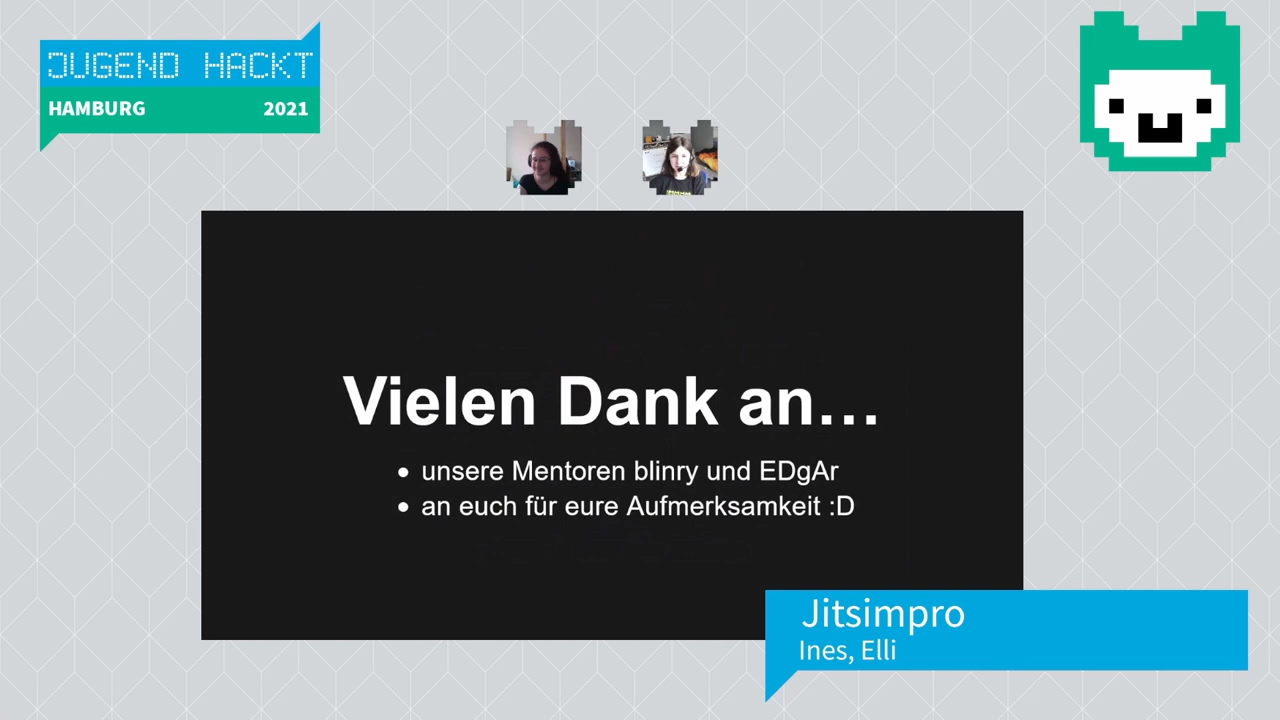 JUGEND HACKT
HAMBURG 2021
Vielen Dank an...
• unsere Mentoren blinry und EDgAr
• an euch für eure Aufmerksamkeit :D
Jitsimpro
Ines, Elli